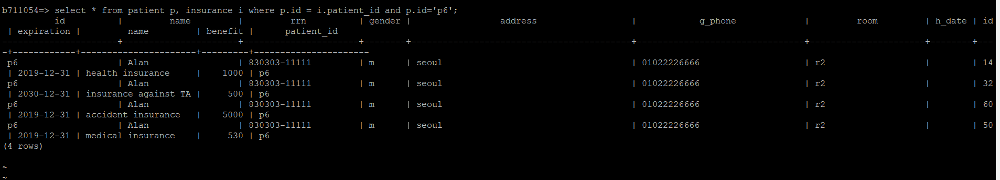 b711054=> select * from patient p, insurance i where p.id = i.patient_id and p.id='p6';
          id          |         name         |         rrn          | gender |                 address                  |            g_phone             |         room         | h_date | id
 | expiration |         name         | benefit |      patient_id
----------------------+----------------------+----------------------+--------+------------------------------------------+--------------------------------+----------------------+--------+---
-+------------+----------------------+---------+----------------------
 p6                   | Alan                 | 830303-11111         | m      | seoul                                    | 01022226666                    | r2                   |        | 14
 | 2019-12-31 | health insurance     |    1000 | p6
 p6                   | Alan                 | 830303-11111         | m      | seoul                                    | 01022226666                    | r2                   |        | 32
 | 2030-12-31 | insurance against TA |     500 | p6
 p6                   | Alan                 | 830303-11111         | m      | seoul                                    | 01022226666                    | r2                   |        | 60
 | 2019-12-31 | accident insurance   |    5000 | p6
 p6                   | Alan                 | 830303-11111         | m      | seoul                                    | 01022226666                    | r2                   |        | 50
 | 2019-12-31 | medical insurance    |     530 | p6
(4 rows)
~
~